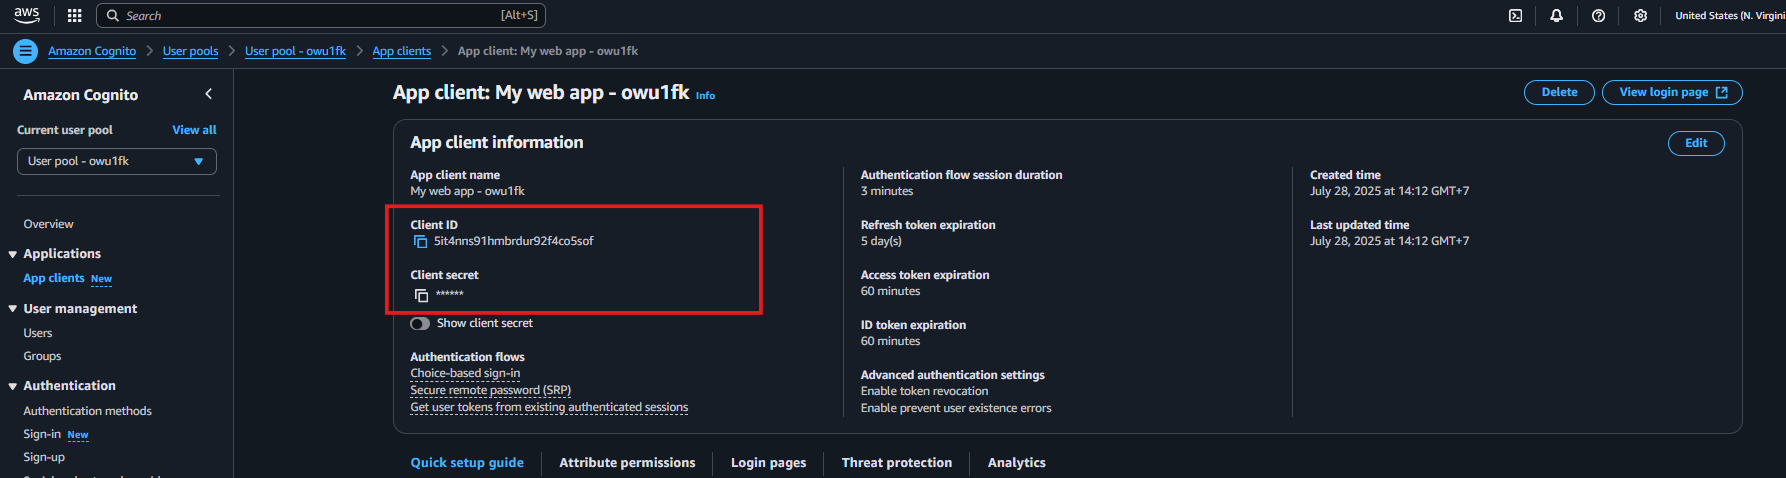 aws
Search [Alt+S]
United States (N. Virgini
Amazon Cognito > User pools > User pool - owu1fk > App clients > App client: My web app - owu1fk
Amazon Cognito
Current user pool View all
User pool - owu1fk
Overview
Applications
App clients New
User management
Users
Groups
Authentication
Authentication methods
Sign-in New
Sign-up
App client: My web app - owu1fk Info
Delete
View login page
App client information
Edit
App client name
My web app - owu1fk
Client ID
5it4nns91hmbrdur92f4co5sof
Client secret
******
Show client secret
Authentication flows
Choice-based sign-in
Secure remote password (SRP)
Get user tokens from existing authenticated sessions
Authentication flow session duration
3 minutes
Refresh token expiration
5 day(s)
Access token expiration
60 minutes
ID token expiration
60 minutes
Advanced authentication settings
Enable token revocation
Enable prevent user existence errors
Created time
July 28, 2025 at 14:12 GMT+7
Last updated time
July 28, 2025 at 14:12 GMT+7
Quick setup guide
Attribute permissions
Login pages
Threat protection
Analytics